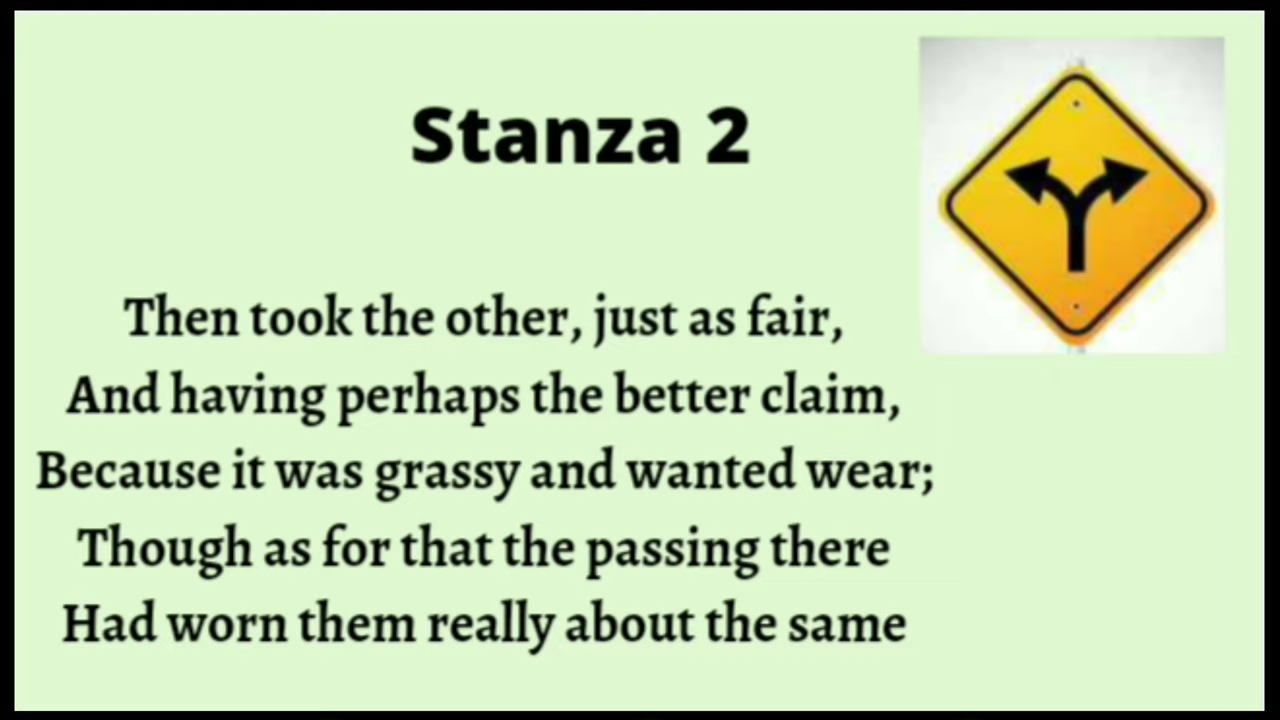 Stanza 2
Then took the other, just as fair,
And having perhaps the better claim,
Because it was grassy and wanted wear;
Though as for that the passing there
Had worn them really about the same